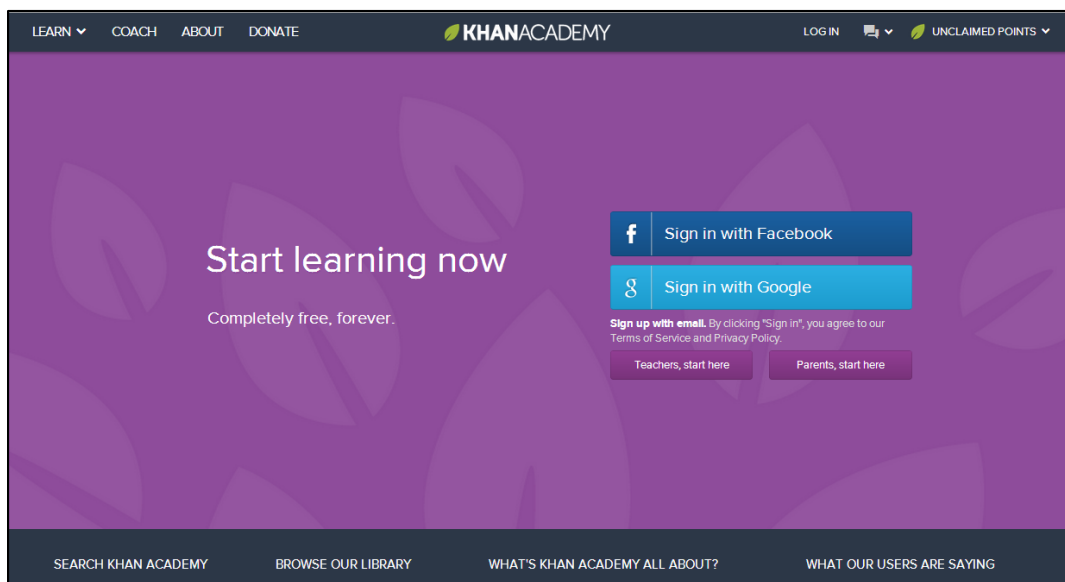 LEARN COACH ABOUT DONATE KHANACADEMY LOG IN UNCLAIMED POINTS
Start learning now
Completely free, forever.
f Sign in with Facebook
g Sign in with Google
Sign up with email. By clicking "Sign in", you agree to our
Terms of Service and Privacy Policy.
Teachers, start here Parents, start here
SEARCH KHAN ACADEMY BROWSE OUR LIBRARY WHAT'S KHAN ACADEMY ALL ABOUT? WHAT OUR USERS ARE SAYING